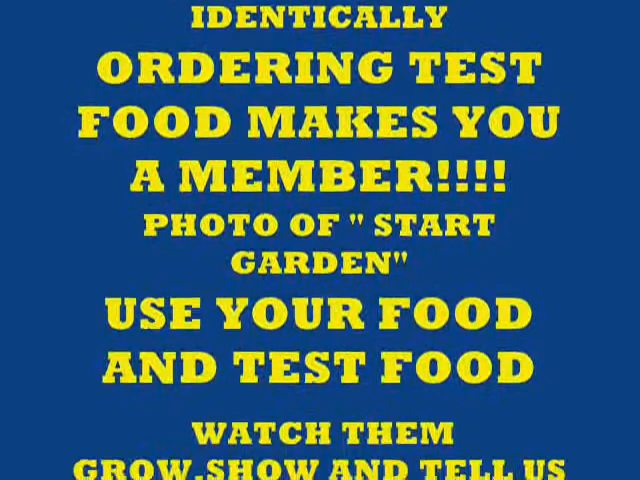 IDENTICALLY
ORDERING TEST
FOOD MAKES YOU
A MEMBER!!!!
PHOTO OF " START
GARDEN"
USE YOUR FOOD
AND TEST FOOD
WATCH THEM
GROW,SHOW AND TELL US